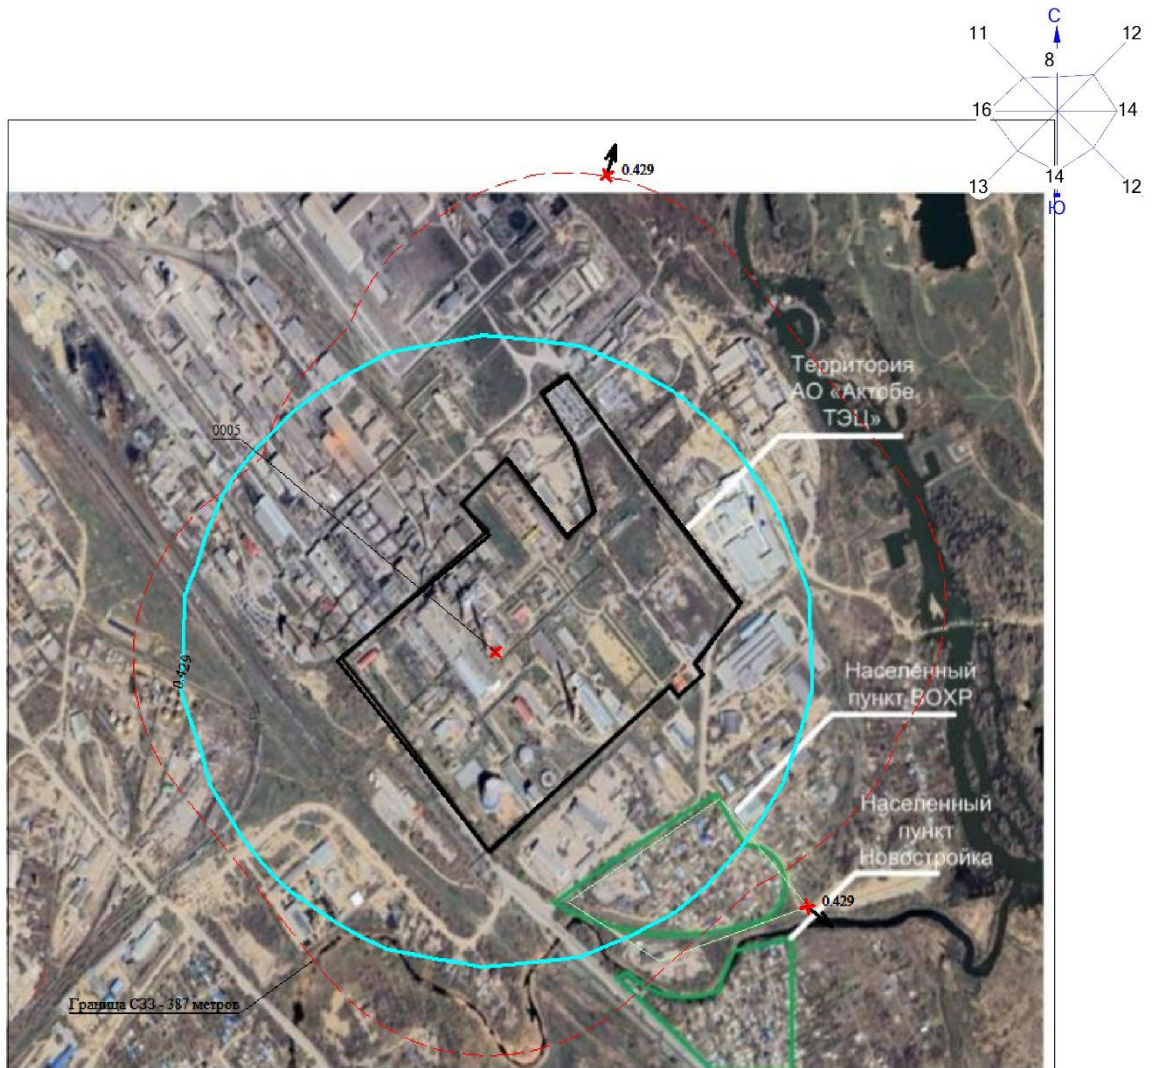 С
11
12
8
16
14
13
14
12
Ю
0.429
Территория
АО «Актобе
ТЭЦ»
0005
0.429
Населённый
пункт ВОХР
Населенный
пункт
Новостройка
0.429
Граница СЗЗ - 387 метров